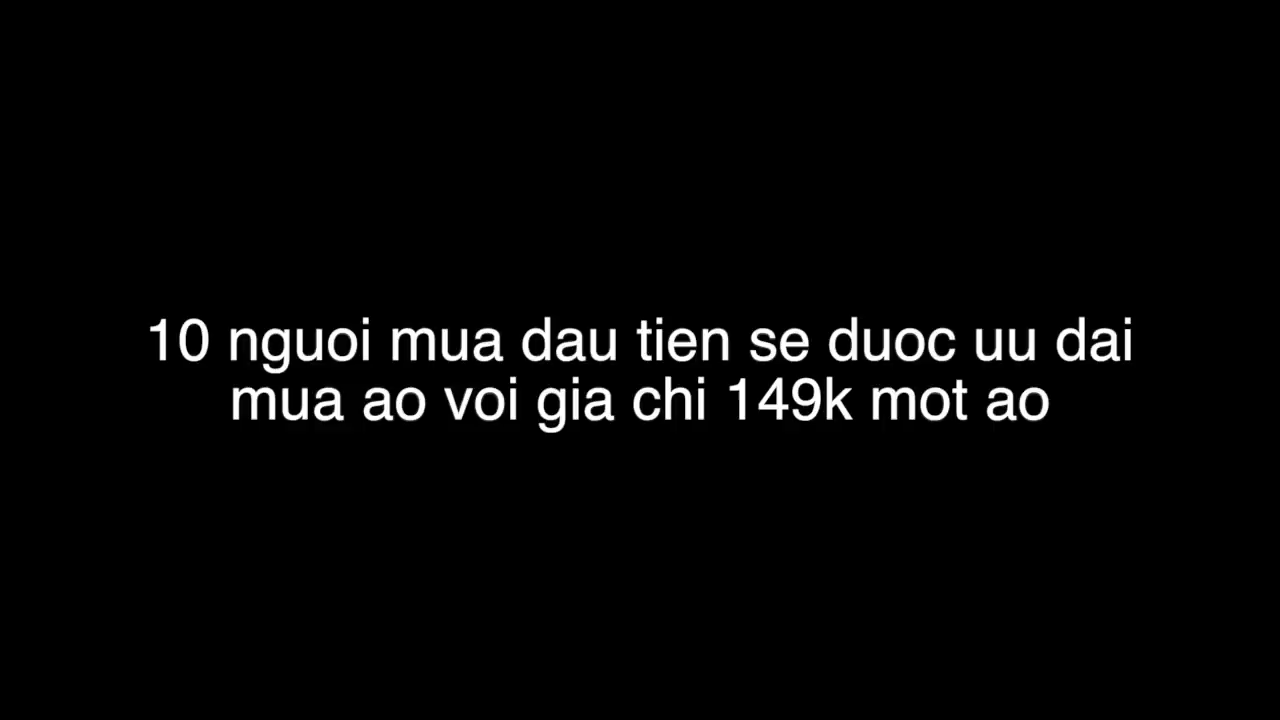 10 nguoi mua dau tien se duoc uu dai
mua ao voi gia chi 149k mot ao